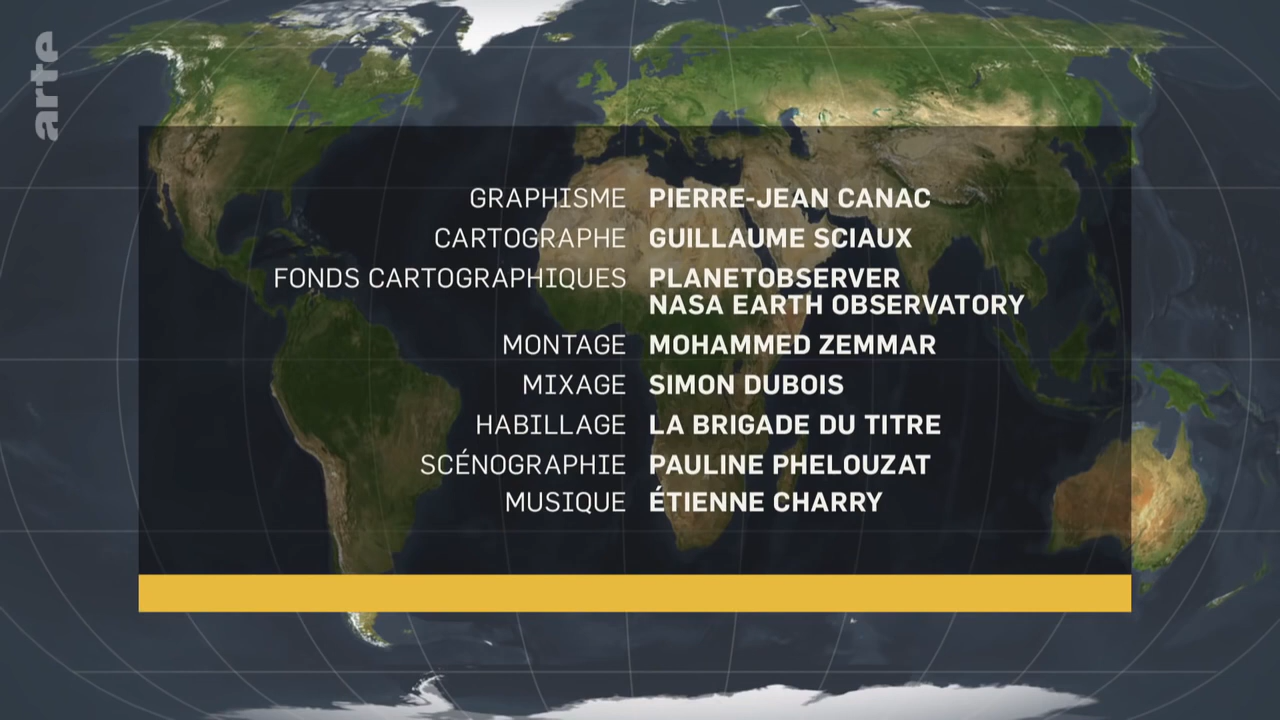 arte
GRAPHISME PIERRE-JEAN CANAC
CARTOGRAPHE GUILLAUME SCIAUX
FONDS CARTOGRAPHIQUES PLANETOBSERVER
NASA EARTH OBSERVATORY
MONTAGE MOHAMMED ZEMMAR
MIXAGE SIMON DUBOIS
HABILLAGE LA BRIGADE DU TITRE
SCÉNOGRAPHIE PAULINE PHELOUZAT
MUSIQUE ÉTIENNE CHARRY